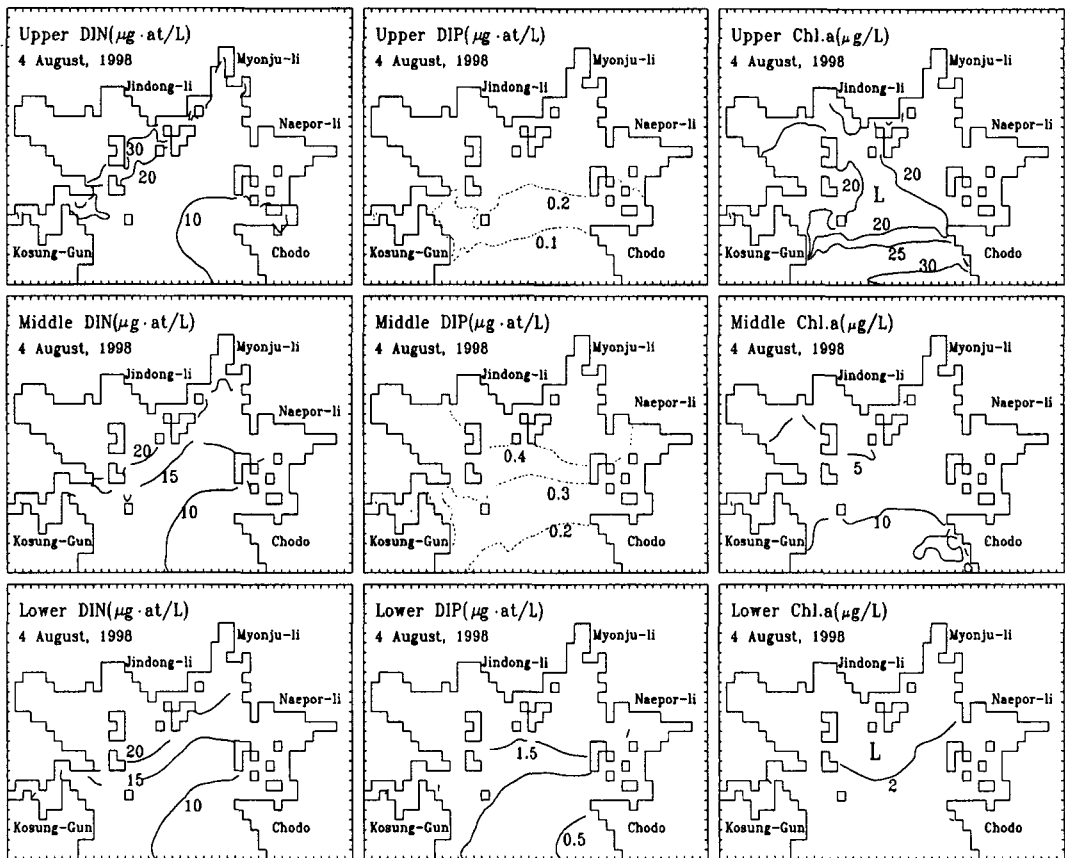 Upper DIN(μg·at/L)
4 August, 1998
Myonju-li
Jindong-li
Naepor-li
30
20
10
Kosung-Gun
Chodo
Upper DIP(μg·at/L)
4 August, 1998
Myonju-li
Jindong-li
Naepor-li
0.2
0.1
Kosung-Gun
Chodo
Upper Chl.a(μg/L)
4 August, 1998
Myonju-li
Jindong-li
Naepor-li
20
20
L
20
25
30
Kosung-Gun
Chodo
Middle DIN(μg·at/L)
4 August, 1998
Myonju-li
Jindong-li
Naepor-li
20
15
10
Kosung-Gun
Chodo
Middle DIP(μg·at/L)
4 August, 1998
Myonju-li
Jindong-li
Naepor-li
0.4
0.3
0.2
Kosung-Gun
Chodo
Middle Chl.a(μg/L)
4 August, 1998
Myonju-li
Jindong-li
Naepor-li
5
10
Kosung-Gun
Chodo
Lower DIN(μg·at/L)
4 August, 1998
Myonju-li
Jindong-li
Naepor-li
20
15
10
Kosung-Gun
Chodo
Lower DIP(μg·at/L)
4 August, 1998
Myonju-li
Jindong-li
Naepor-li
1.5
0.5
Kosung-Gun
Chodo
Lower Chl.a(μg/L)
4 August, 1998
Myonju-li
Jindong-li
Naepor-li
L
2
Kosung-Gun
Chodo